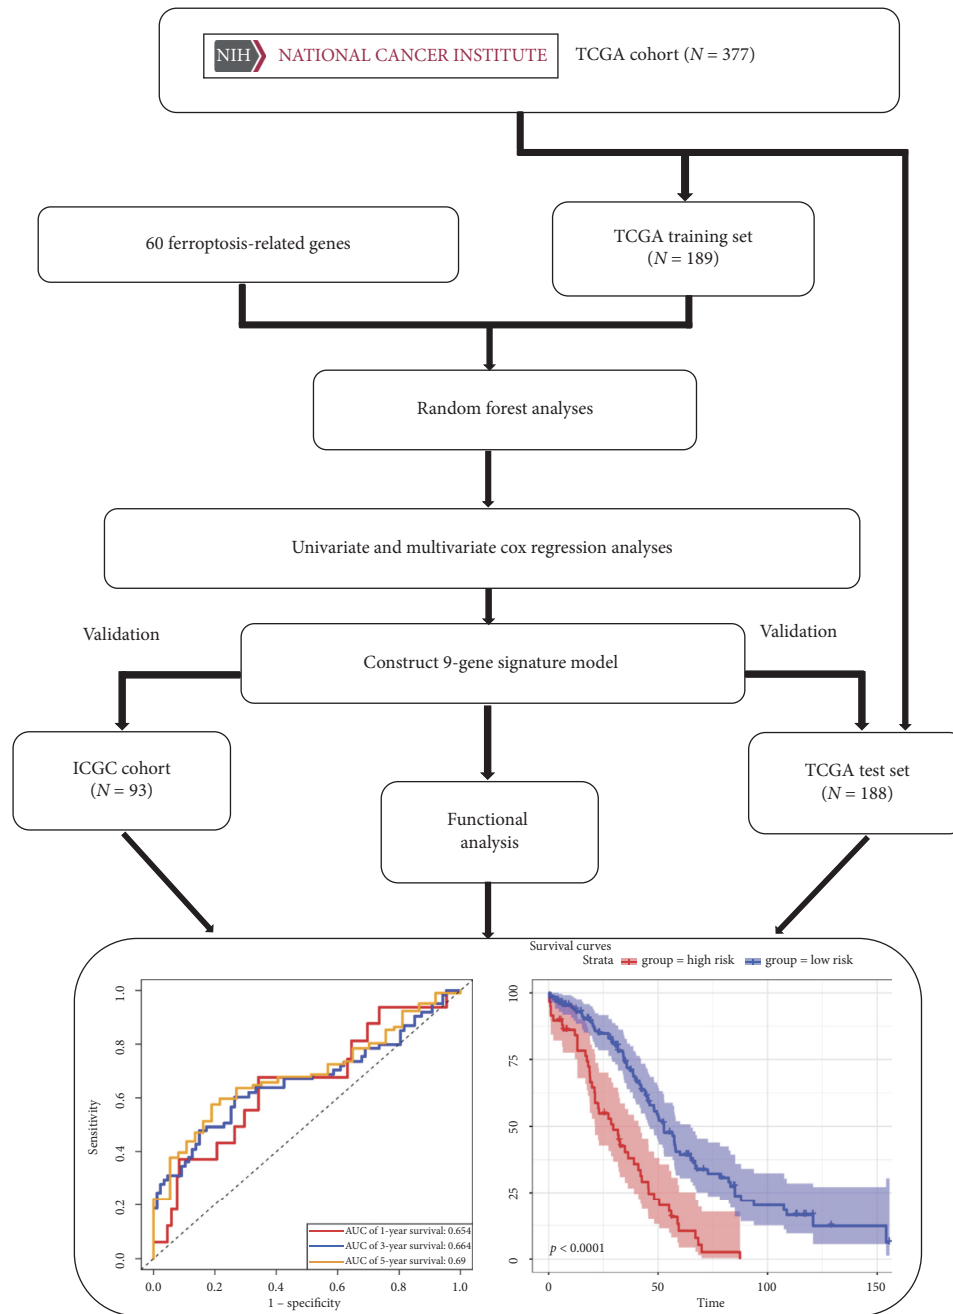 NIH NATIONAL CANCER INSTITUTE TCGA cohort (N = 377)
60 ferroptosis-related genes
TCGA training set
(N = 189)
Random forest analyses
Univariate and multivariate cox regression analyses
Validation
Validation
Construct 9-gene signature model
ICGC cohort
(N = 93)
Functional
analysis
TCGA test set
(N = 188)
1.0
0.8
0.6
0.4
0.2
0.0
Sensitivity
AUC of 1-year survival: 0.654
AUC of 3-year survival: 0.664
AUC of 5-year survival: 0.69
0.0 0.2 0.4 0.6 0.8 1.0
1 – specificity
Survival curves
Strata group = high risk group = low risk
100
75
50
25
0
p < 0.0001
0 50 100 150
Time